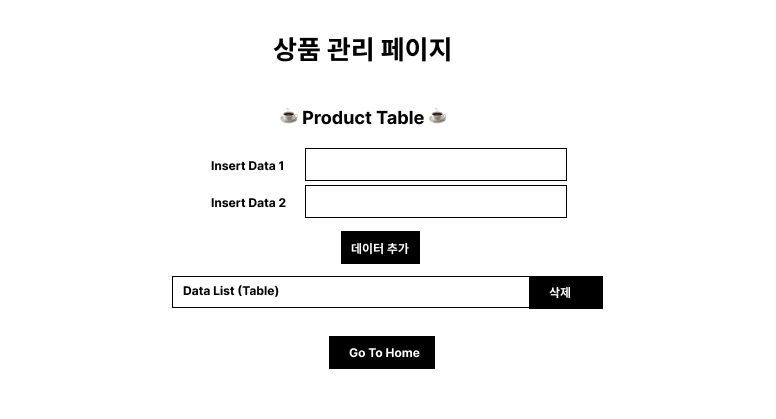 상품 관리 페이지
☕ Product Table ☕
Insert Data 1
Insert Data 2
데이터 추가
Data List (Table) 삭제
Go To Home